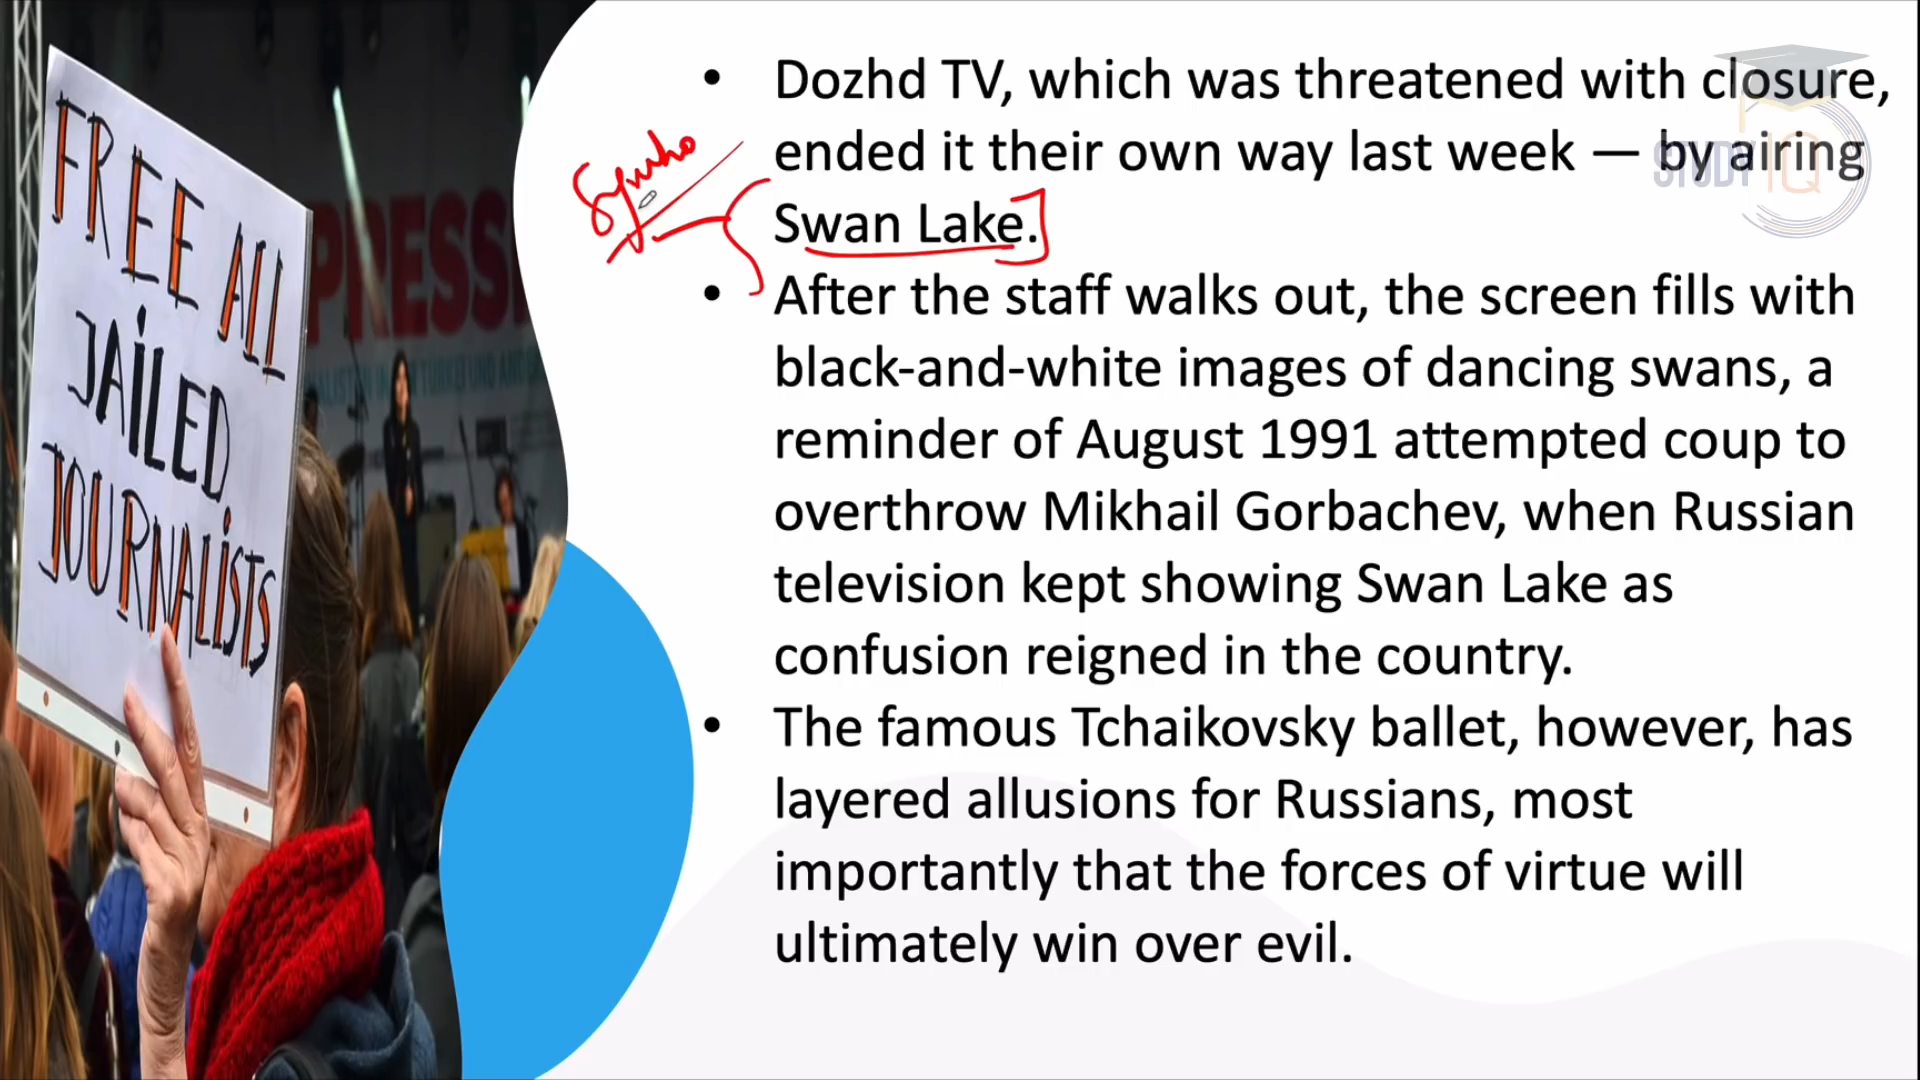 FREE ALL
JAiLED
JOURNALiSTS
PRESS
• Dozhd TV, which was threatened with closure,
ended it their own way last week — by airing
Swan Lake.
• After the staff walks out, the screen fills with
black-and-white images of dancing swans, a
reminder of August 1991 attempted coup to
overthrow Mikhail Gorbachev, when Russian
television kept showing Swan Lake as
confusion reigned in the country.
• The famous Tchaikovsky ballet, however, has
layered allusions for Russians, most
importantly that the forces of virtue will
ultimately win over evil.
STUDY IQ